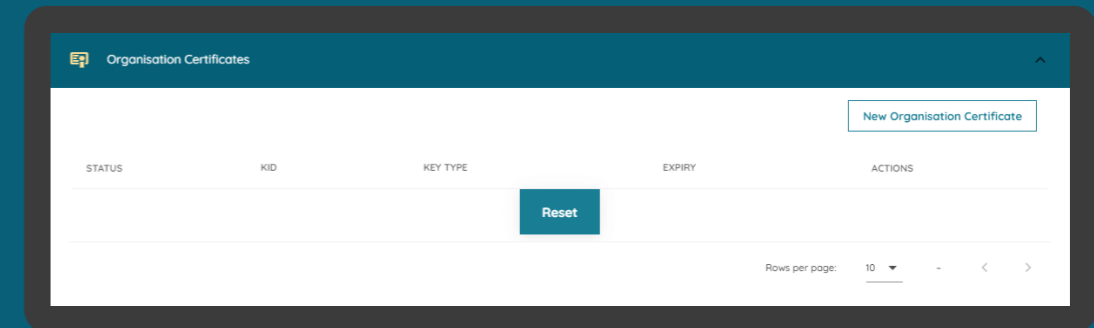 Organisation Certificates
New Organisation Certificate
STATUS KID KEY TYPE EXPIRY ACTIONS
Reset
Rows per page: 10 -